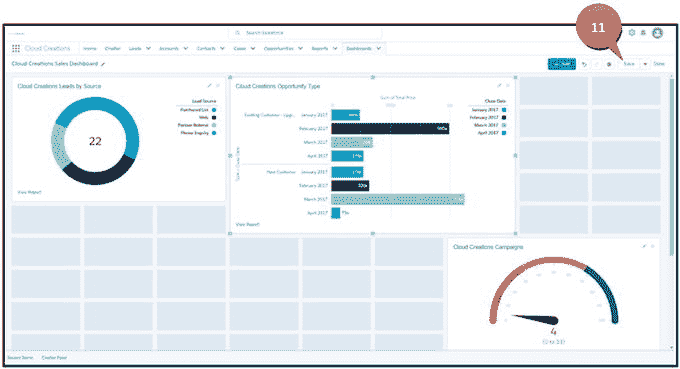 11
Search Salesforce
Cloud Creations Home Chatter Leads Accounts Contacts Cases Opportunities Reports Dashboards
Cloud Creations Sales Dashboard Save Done
Cloud Creations Leads by Source
Lead Source
Purchased List
Web
Partner Referral
Phone Inquiry
22
View Report
Cloud Creations Opportunity Type
Sum of Total Price
Close Date
January 2017
February 2017
March 2017
April 2017
Existing Customer - Upgr... January 2017
February 2017
March 2017
April 2017
New Customer January 2017
February 2017
March 2017
April 2017
View Report
Cloud Creations Campaigns
4
Recent Items Chatter Feed